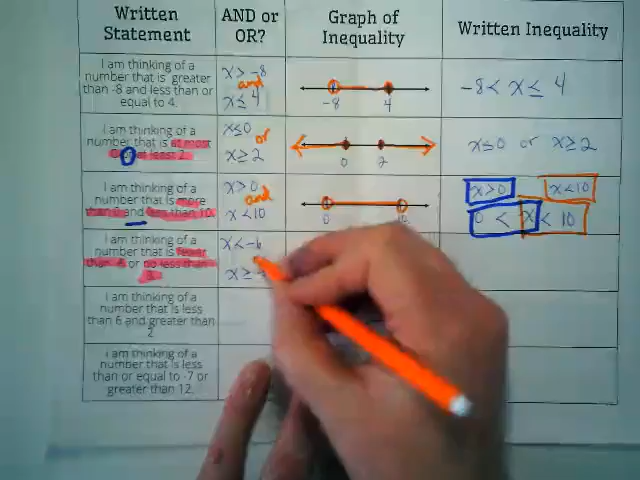 Written Statement
AND or OR?
Graph of Inequality
Written Inequality
I am thinking of a
number that is greater
than -8 and less than or
equal to 4.
x > -8
and
x ≤ 4
-8
4
-8 < x ≤ 4
I am thinking of a
number that is at most
0 or at least 2.
0
x ≤ 0
or
x ≥ 2
0
2
x ≤ 0 or x ≥ 2
I am thinking of a
number that is more
than 0 and less than 10.
x > 0
and
x < 10
0
10
x > 0
x < 10
0 < x < 10
I am thinking of a
number that is fewer
than -6 or no less than
x < -6
x ≥
I am thinking of a
number that is less
than 6 and greater than
2
I am thinking of a
number that is less
than or equal to -7 or
greater than 12.